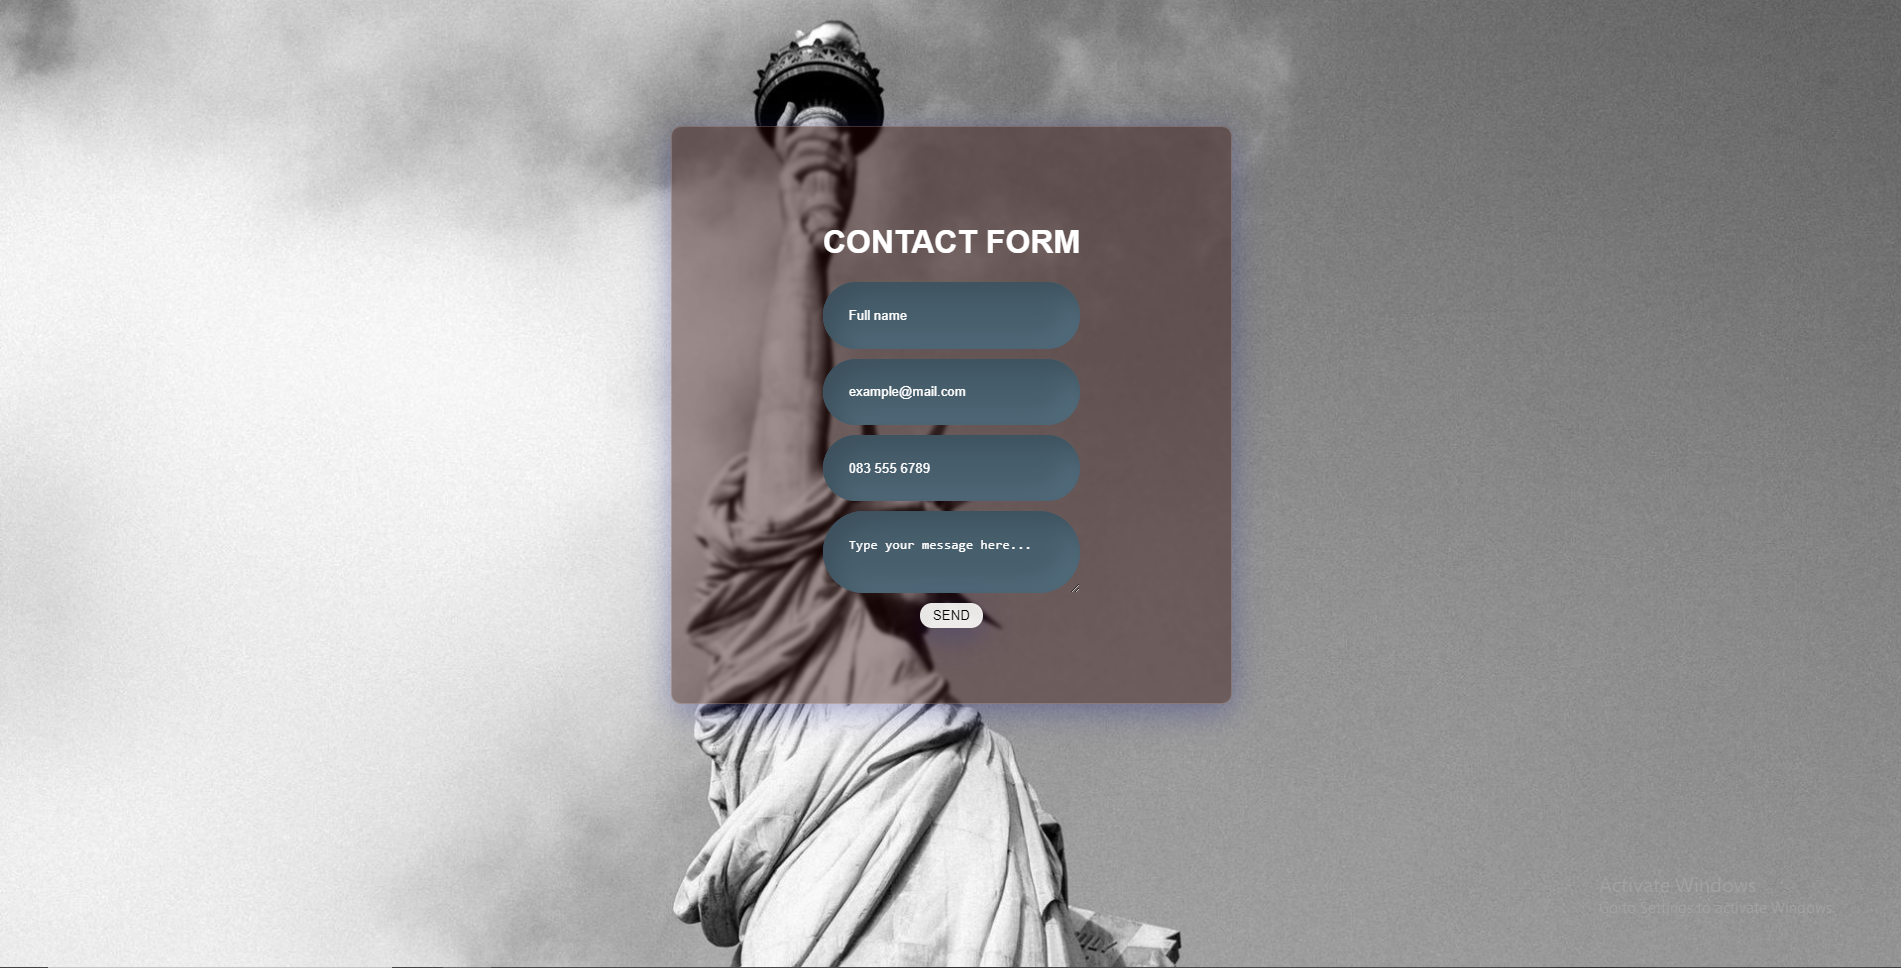 CONTACT FORM
Full name
example@mail.com
083 555 6789
Type your message here...
SEND
Activate Windows
Go to Settings to activate Windows.